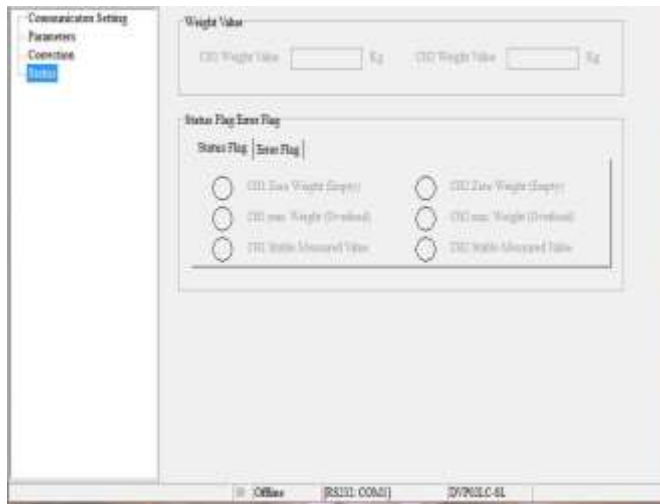 Communication Setting
Parameters
Correction
Status
Weight Value
CH1 Weight Value Kg CH2 Weight Value Kg
Status Flag Error Flag
Status Flag Error Flag
CH1 Zero Weight (Empty) CH2 Zero Weight (Empty)
CH1 max. Weight (Overload) CH2 max. Weight (Overload)
CH1 Stable Measured Value CH2 Stable Measured Value
Offline [RS232: COM1] DVP02LC-SL